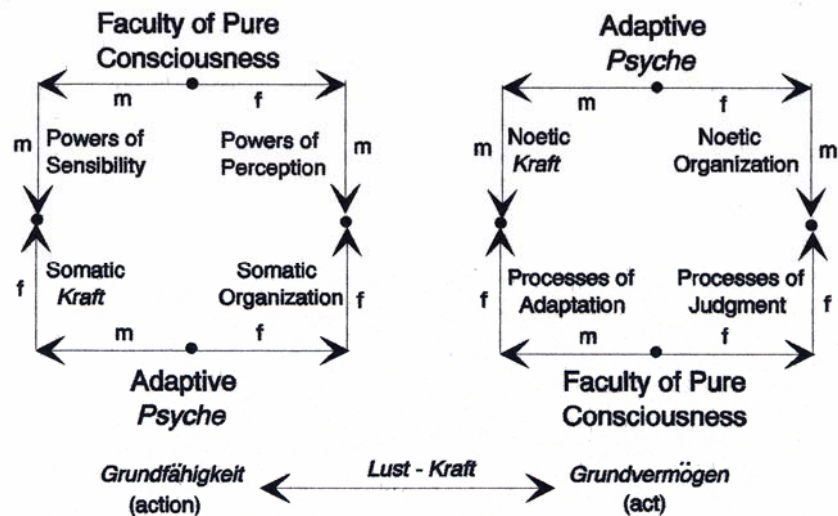 Faculty of Pure
Consciousness
m f
m Powers of
Sensibility
Powers of
Perception m
f Somatic
Kraft
Somatic
Organization f
m f
Adaptive
Psyche
Adaptive
Psyche
m f
m Noetic
Kraft
Noetic
Organization m
f Processes of
Adaptation
Processes of
Judgment f
m f
Faculty of Pure
Consciousness
Grundfähigkeit
(action)
Lust - Kraft
Grundvermögen
(act)